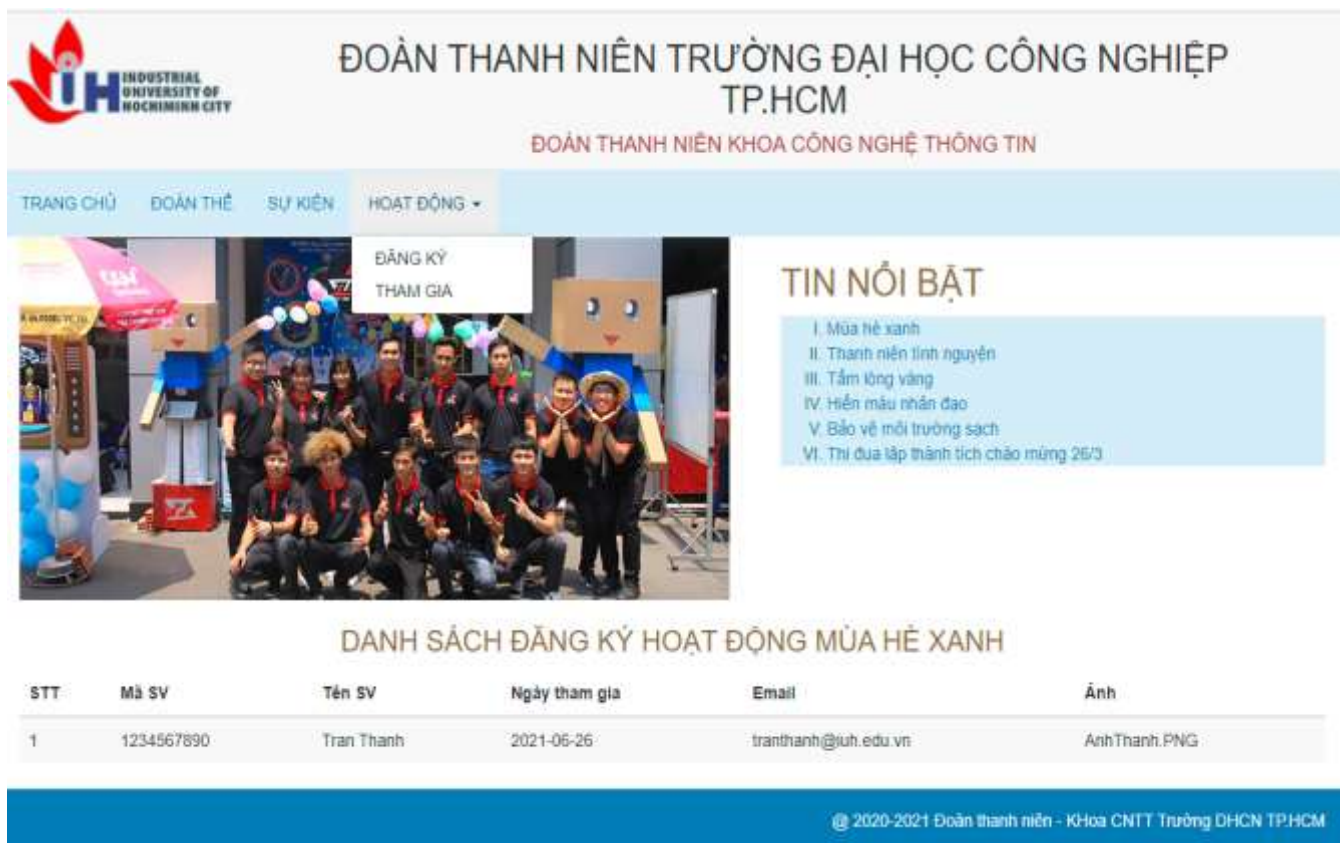 INDUSTRIAL
UNIVERSITY OF
HOCHIMINH CITY
ĐOÀN THANH NIÊN TRƯỜNG ĐẠI HỌC CÔNG NGHIỆP
TP.HCM
ĐOÀN THANH NIÊN KHOA CÔNG NGHỆ THÔNG TIN
TRANG CHỦ ĐOÀN THỂ SỰ KIÊN HOẠT ĐỘNG
ĐĂNG KÝ
THAM GIA
TIN NỔI BẬT
I. Mùa hè xanh
II. Thanh niên tình nguyện
III. Tấm lòng vàng
IV. Hiến máu nhân đạo
V. Bảo vệ môi trường sạch
VI. Thi đua lập thành tích chào mừng 26/3
DANH SÁCH ĐĂNG KÝ HOẠT ĐỘNG MÙA HÈ XANH
STT Mã SV Tên SV Ngày tham gia Email Ảnh
1 1234567890 Tran Thanh 2021-06-26 tranthanh@iuh.edu.vn AnhThanh.PNG
@ 2020-2021 Đoàn thanh niên - KHoa CNTT Trường DHCN TP.HCM